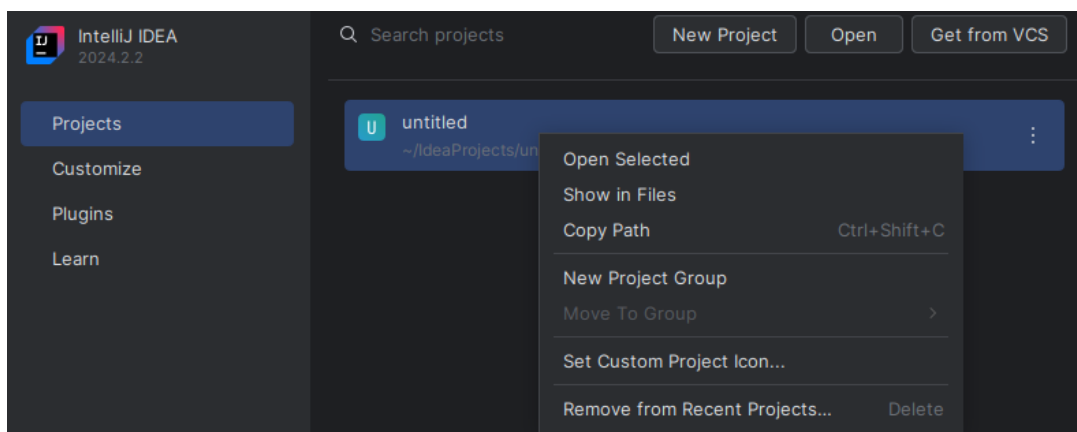 IntelliJ IDEA
2024.2.2
Search projects
New Project
Open
Get from VCS
Projects
Customize
Plugins
Learn
U
untitled
~/IdeaProjects/un
Open Selected
Show in Files
Copy Path Ctrl+Shift+C
New Project Group
Move To Group
Set Custom Project Icon...
Remove from Recent Projects... Delete